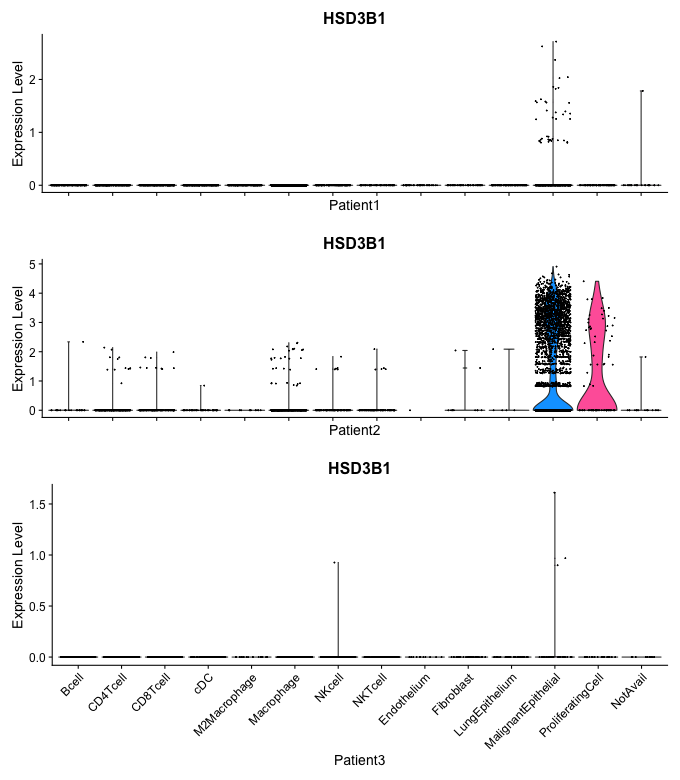 HSD3B1
Expression Level
2
1
0
Patient1
HSD3B1
Expression Level
5
4
3
2
1
0
Patient2
HSD3B1
Expression Level
1.5
1.0
0.5
0.0
Bcell
CD4Tcell
CD8Tcell
cDC
M2Macrophage
Macrophage
NKcell
NKTcell
Endothelium
Fibroblast
LungEpithelium
MalignantEpithelial
ProliferatingCell
NotAvail
Patient3